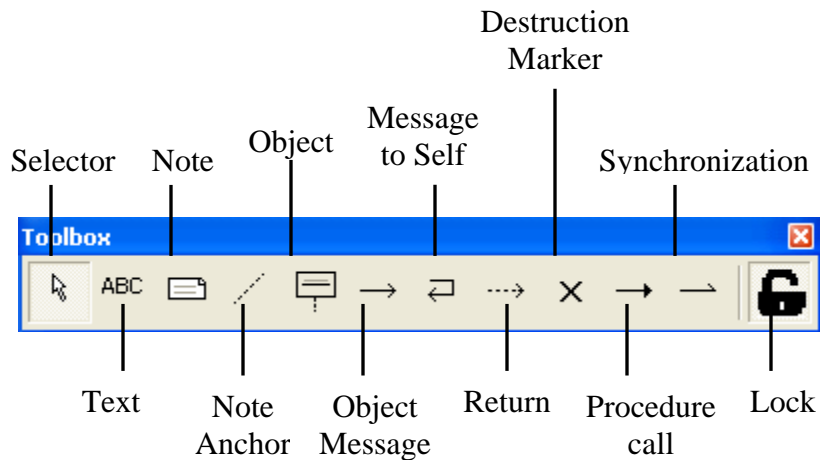 Destruction
Marker
Message
to Self
Object
Selector
Note
Synchronization
Toolbox
ABC
Text
Note
Anchor
Object
Message
Return
Procedure
call
Lock